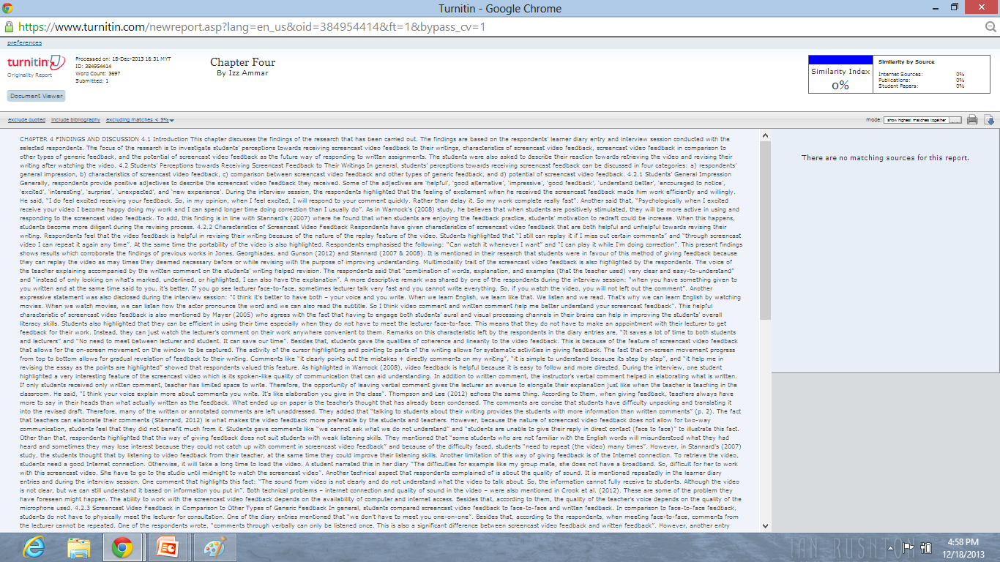 Turnitin - Google Chrome
https://www.turnitin.com/newreport.asp?lang=en_us&oid=384954414&ft=1&bypass_cv=1
preferences
turnitin
Originality Report
Processed on: 18-Dec-2013 16:31 MYT
ID: 384954414
Word Count: 3697
Submitted: 1
Chapter Four
By Izz Ammar
Similarity Index
0%
Similarity by Source
Internet Sources: 0%
Publications: 0%
Student Papers: 0%
Document Viewer
exclude quoted include bibliography excluding matches < 5%
mode: show highest matches together
CHAPTER 4 FINDINGS AND DISCUSSION 4.1 Introduction This chapter discusses the findings of the research that has been carried out. The findings are based on the respondents' learner diary entry and interview session conducted with the
selected respondents. The focus of the research is to investigate students' perceptions towards receiving screencast video feedback to their writings, characteristics of screencast video feedback, screencast video feedback in comparison to
other types of generic feedback, and the potential of screencast video feedback as the future way of responding to written assignments. The students were also asked to describe their reaction towards retrieving the video and revising their
writing after watching the video. 4.2 Students' Perceptions towards Receiving Screencast Feedback to Their Writings In general, students' perceptions towards receiving screencast feedback can be discussed in four categories: a) respondents'
general impression, b) characteristics of screencast video feedback, c) comparison between screencast video feedback and other types of generic feedback, and d) potential of screencast video feedback. 4.2.1 Students' General Impression
Generally, respondents provide positive adjectives to describe the screencast video feedback they received. Some of the adjectives are 'helpful', 'good alternative', 'impressive', 'good feedback', 'understand better', 'encouraged to notice',
'excited', 'interesting', 'surprise', 'unexpected', and 'new experience'. During the interview session, the respondents highlighted that the feeling of excitement when he received the screencast feedback made him work efficiently and willingly.
He said, "I do feel excited receiving your feedback. So, in my opinion, when I feel excited, I will respond to your comment quickly. Rather than delay it. So my work complete really fast". Another said that, "Psychologically when I excited
receive your video I become happy doing my work and I can spend longer time doing correction than I usually do". As in Warnock's (2008) study, he believes that when students are positively stimulated, they will be more active in using and
responding to the screencast video feedback. To add, this finding is in line with Stannard's (2007) where he found that when students are enjoying the feedback practice, students' motivation to redraft could be increase. When this happens,
students become more diligent during the revising process. 4.2.2 Characteristics of Screencast Video Feedback Respondents have given characteristics of screencast video feedback that are both helpful and unhelpful towards revising their
writing. Respondents feel that the video feedback is helpful in revising their writing because of the nature of the replay feature of the video. Students highlighted that "I still can replay it if I miss out certain comments" and "through screencast
video I can repeat it again any time". At the same time the portability of the video is also highlighted. Respondents emphasised the following: "Can watch it whenever I want" and "I can play it while I'm doing correction". This present findings
shows results which corroborate the findings of previous works in Jones, Georghiades, and Gunson (2012) and Stannard (2007 & 2008). It is mentioned in their research that students were in favour of this method of giving feedback because
they can replay the video as may times they deemed necessary before or while revising with the purpose of improving understanding. Multimodality trait of the screencast video feedback is also highlighted by the respondents. The voice of
the teacher explaining accompanied by the written comment on the students' writing helped revision. The respondents said that "combination of words, explanation, and examples (that the teacher used) very clear and easy-to-understand"
and "instead of only looking on what's marked, underlined, or highlighted, I can also have the explanation". A more descriptive remark was shared by one of the respondents during the interview session: "when you have something given to
you written and at the same time said to you, it's better. If you go see lecturer face-to-face, sometimes lecturer talk very fast and you cannot write everything. So, if you watch the video, you will not left out the comment". Another
expressive statement was also disclosed during the interview session: "I think it's better to have both – your voice and you write. When we learn English, we learn like that. We listen and we read. That's why we can learn English by watching
movies. When we watch movies, we can listen how the actor pronounce the word and we can also read the subtitle. So I think video comment and written comment help me better understand your screencast feedback". This helpful
characteristic of screencast video feedback is also mentioned by Mayer (2005) who agrees with the fact that having to engage both students' aural and visual processing channels in their brains can help in improving the students' overall
literacy skills. Students also highlighted that they can be efficient in using their time especially when they do not have to meet the lecturer face-to-face. This means that they do not have to make an appointment with their lecturer to get
feedback for their work. Instead, they can just watch the lecturer's comment on their work anywhere convenient to them. Remarks on this characteristic left by the respondents in the diary entries are, "It saves a lot of time to both students
and lecturers" and "No need to meet between lecturer and student. It can save our time". Besides that, students gave the qualities of coherence and linearity to the video feedback. This is because of the feature of screencast video feedback
that allows for the on-screen movement on the window to be captured. The activity of the cursor highlighting and pointing to parts of the writing allows for systematic activities in giving feedback. The fact that on-screen movement progress
from top to bottom allows for gradual revelation of feedback to their writing. Comments like "it clearly points out the mistakes + directly comments on my writing", "it is simple to understand because its step by step", and "it help me in
revising the essay as the points are highlighted" showed that respondents valued this feature. As highlighted in Warnock (2008), video feedback is helpful because it is easy to follow and more directed. During the interview, one student
highlighted a very interesting feature of the screencast video which is its spoken-like quality of communication that can aid understanding. In addition to written comment, the instructor's verbal comment helped in elaborating what is written.
If only students received only written comment, teacher has limited space to write. Therefore, the opportunity of leaving verbal comment gives the lecturer an avenue to elongate their explanation just like when the teacher is teaching in the
classroom. He said, "I think your voice explain more about comments you write. It's like elaboration you give in the class". Thompson and Lee (2012) echoes the same thing. According to them, when giving feedback, teachers always have
more to say in their heads than what actually written as the feedback. What ended up on paper is the teacher's thought that has already been condensed. The comments are concise that students have difficulty unpacking and translating it
into the revised draft. Therefore, many of the written or annotated comments are left unaddressed. They added that "talking to students about their writing provides the students with more information than written comments" (p. 2). The fact
that teachers can elaborate their comments (Stannard, 2012) is what makes the video feedback more preferable by the students and teachers. However, because the nature of screencast video feedback does not allow for two-way
communication, students feel that they did not benefit much from it. Students gave comments like "we cannot ask what we do not understand" and "students are unable to give their reply in direct contact (face to face)" to illustrate this fact.
Other than that, respondents highlighted that this way of giving feedback does not suit students with weak listening skills. They mentioned that "some students who are not familiar with the English words will misunderstood what they had
heard and sometimes they may lose interest because they could not catch up with comment in screencast video feedback" and because of the difficulty faced, students "need to repeat (the video) many times". However, in Stannard's (2007)
study, the students thought that by listening to video feedback from their teacher, at the same time they could improve their listening skills. Another limitation of this way of giving feedback is of the Internet connection. To retrieve the video,
students need a good Internet connection. Otherwise, it will take a long time to load the video. A student narrated this in her diary "The difficulties for example like my group mate, she does not have a broadband. So, difficult for her to work
with this screencast video. She have to go to the studio until midnight to watch the screencast video". Another technical aspect that respondents complained of is about the quality of sound. It is mentioned repeatedly in the learner diary
entries and during the interview session. One comment that highlights this fact: "The sound from video is not clearly and do not understand what the video to talk about. So, the information cannot fully receive to students. Although the video
is not clear, but we can still understand it based on information you put in". Both technical problems – internet connection and quality of sound in the video – were also mentioned in Crook et al. (2012). These are some of the problem they
have foreseen might happen. The ability to work with the screencast video feedback depends on the availability of computer and internet access. Besides that, according to them, the quality of the teacher's voice depends on the quality of the
microphone used. 4.2.3 Screencast Video Feedback in Comparison to Other Types of Generic Feedback In general, students compared screencast video feedback to face-to-face and written feedback. In comparison to face-to-face feedback,
students do not have to physically meet the lecturer for consultation. One of the diary entries mentioned that "we don't have to meet you one-on-one". Besides that, according to the respondents, when meeting face-to-face, comments from
the lecturer cannot be repeated. One of the respondents wrote, "comments through verbally can only be listened once. This is also a significant difference between screencast video feedback and written feedback". However, another entry
There are no matching sources for this report.
IAN RUSHTON
4:58 PM
12/18/2013